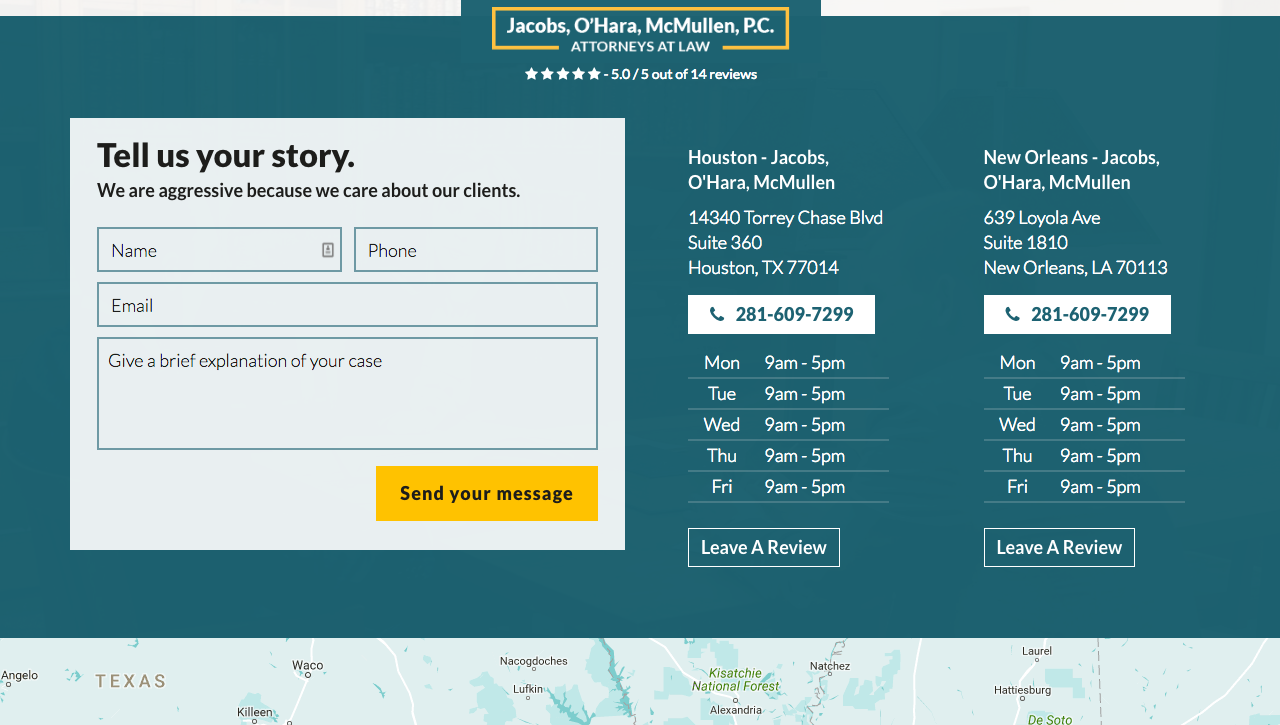 Jacobs, O'Hara, McMullen, P.C.
ATTORNEYS AT LAW
★★★★★ - 5.0 / 5 out of 14 reviews
Tell us your story.
We are aggressive because we care about our clients.
Name
Phone
Email
Give a brief explanation of your case
Send your message
Houston - Jacobs,
O'Hara, McMullen
14340 Torrey Chase Blvd
Suite 360
Houston, TX 77014
281-609-7299
Mon 9am - 5pm
Tue 9am - 5pm
Wed 9am - 5pm
Thu 9am - 5pm
Fri 9am - 5pm
Leave A Review
New Orleans - Jacobs,
O'Hara, McMullen
639 Loyola Ave
Suite 1810
New Orleans, LA 70113
281-609-7299
Mon 9am - 5pm
Tue 9am - 5pm
Wed 9am - 5pm
Thu 9am - 5pm
Fri 9am - 5pm
Leave A Review
Angelo
TEXAS
Waco
Killeen
Nacogdoches
Lufkin
Kisatchie
National Forest
Alexandria
Natchez
Laurel
Hattiesburg
De Soto